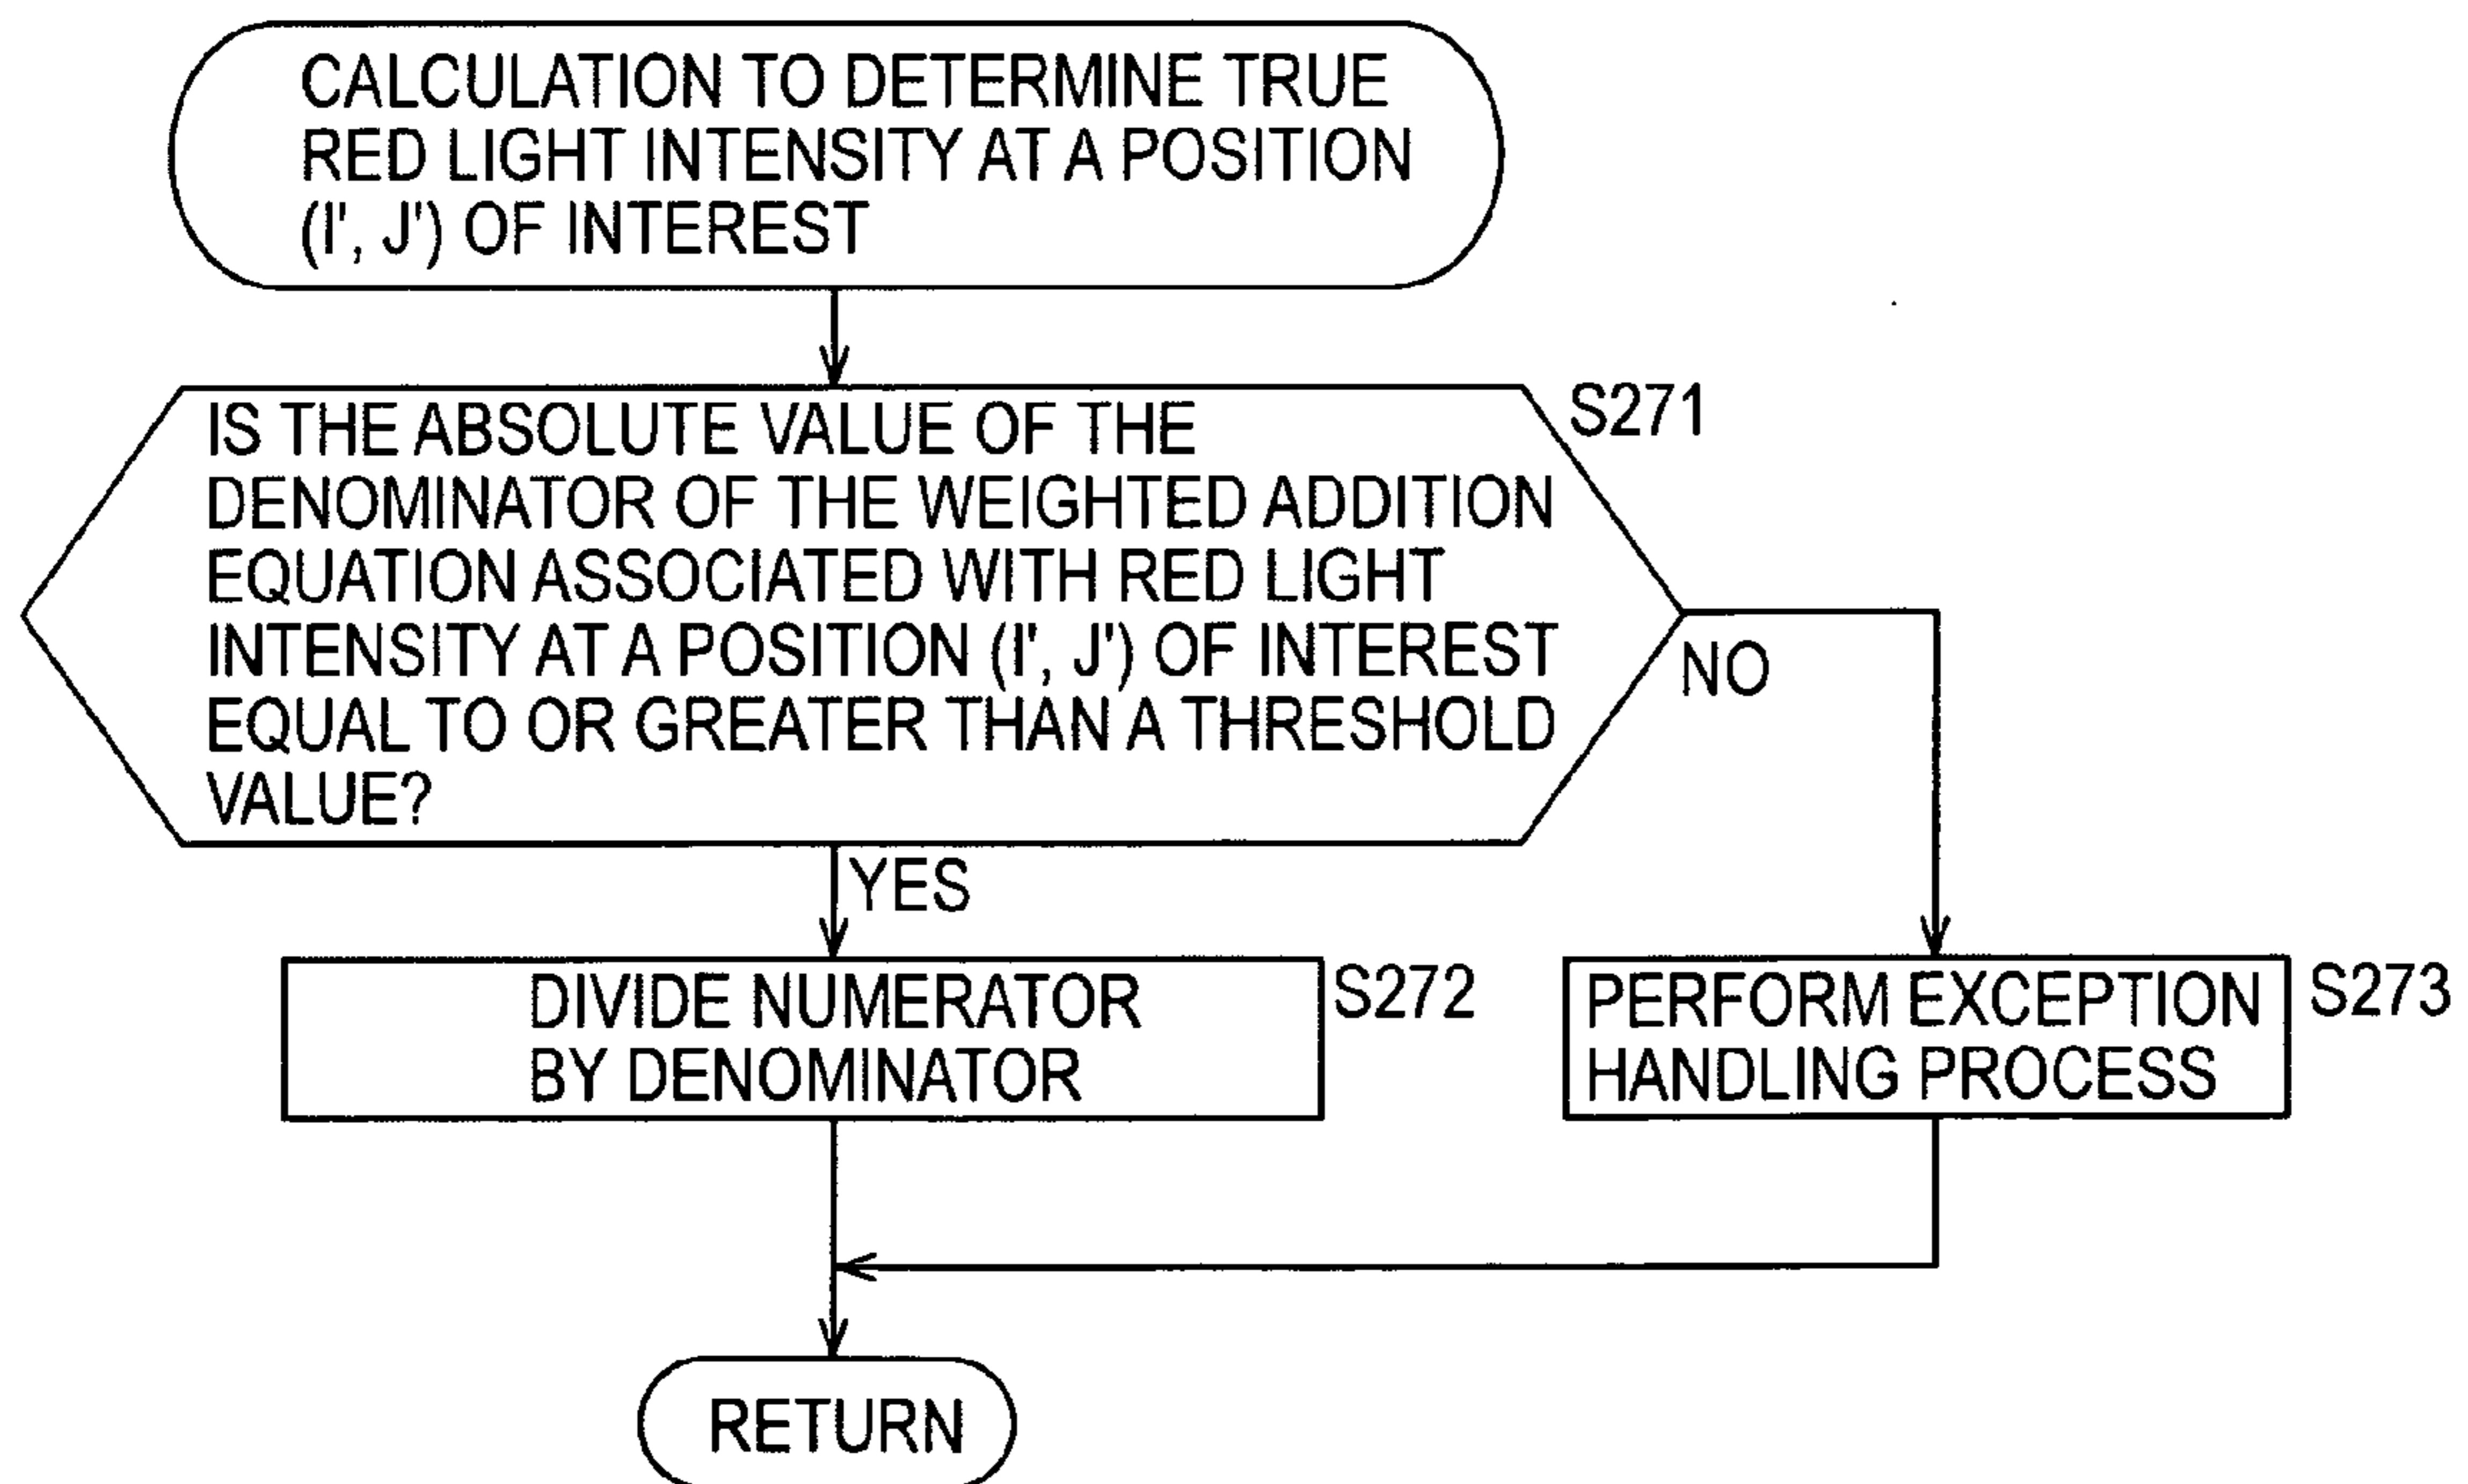 CALCULATION TO DETERMINE TRUE
RED LIGHT INTENSITY AT A POSITION
(I', J') OF INTEREST
IS THE ABSOLUTE VALUE OF THE
DENOMINATOR OF THE WEIGHTED ADDITION
EQUATION ASSOCIATED WITH RED LIGHT
INTENSITY AT A POSITION (I', J') OF INTEREST
EQUAL TO OR GREATER THAN A THRESHOLD
VALUE?
S271
NO
YES
DIVIDE NUMERATOR
BY DENOMINATOR
S272
PERFORM EXCEPTION
HANDLING PROCESS
S273
RETURN